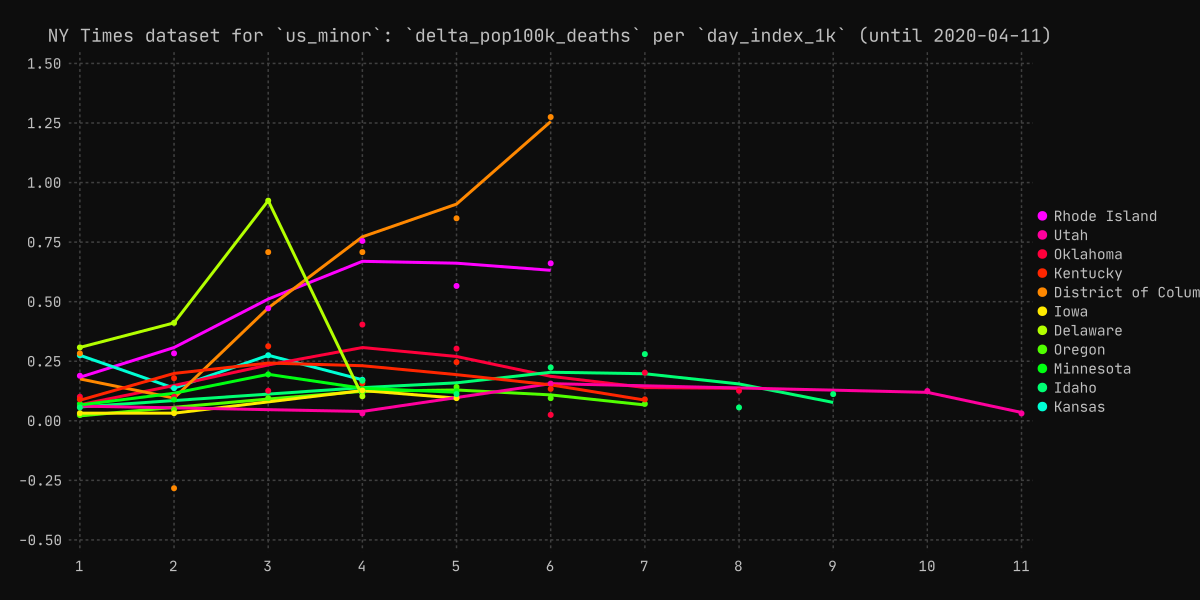 NY Times dataset for `us_minor`: `delta_pop100k_deaths` per `day_index_1k` (until 2020-04-11)
1.50
1.25
1.00
0.75
0.50
0.25
0.00
-0.25
-0.50
1 2 3 4 5 6 7 8 9 10 11
Rhode Island
Utah
Oklahoma
Kentucky
District of Colum
Iowa
Delaware
Oregon
Minnesota
Idaho
Kansas